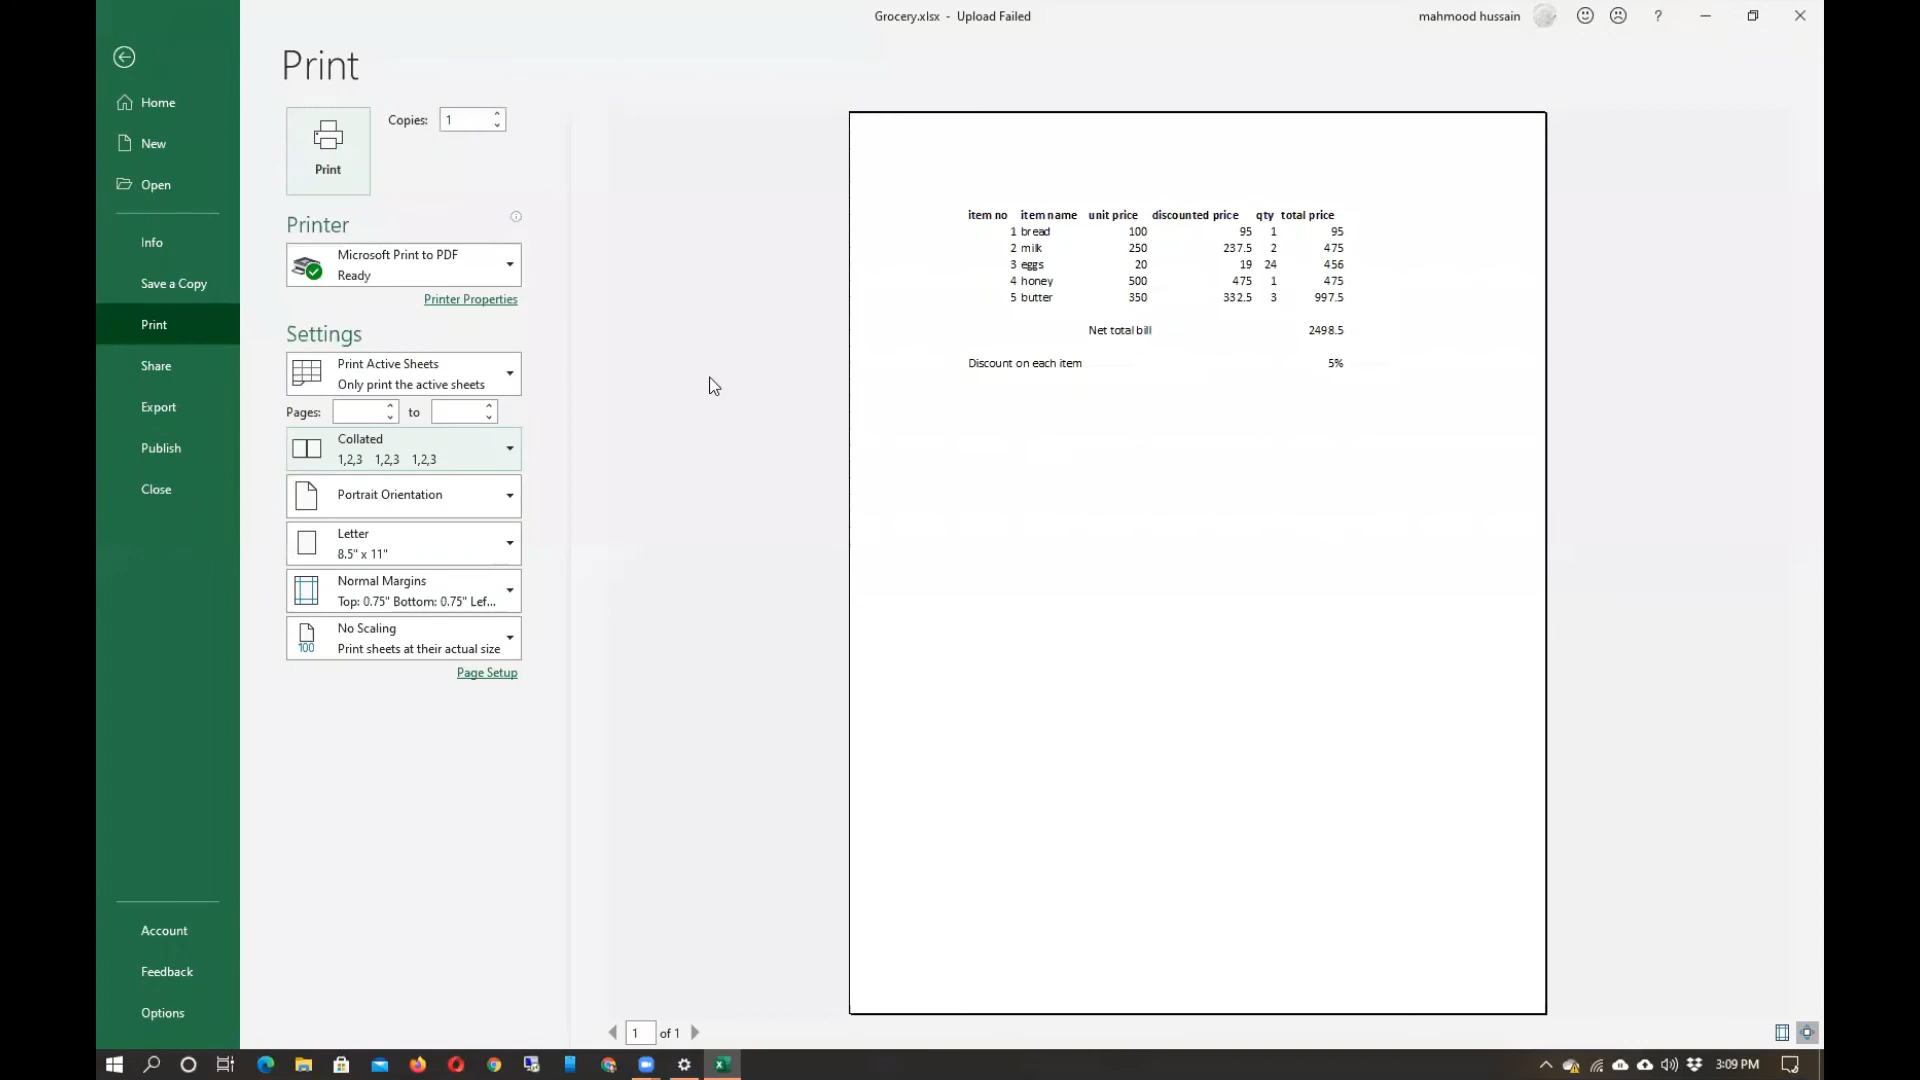 Grocery.xlsx - Upload Failed
mahmood hussain
?
Home
New
Open
Info
Save a Copy
Print
Share
Export
Publish
Close
Account
Feedback
Options
Print
Print
Copies: 1
Printer
Microsoft Print to PDF
Ready
Printer Properties
Settings
Print Active Sheets
Only print the active sheets
Pages: to
Collated
1,2,3 1,2,3 1,2,3
Portrait Orientation
Letter
8.5" x 11"
Normal Margins
Top: 0.75" Bottom: 0.75" Lef...
No Scaling
100
Print sheets at their actual size
Page Setup
item no item name unit price discounted price qty total price
1 bread 100 95 1 95
2 milk 250 237.5 2 475
3 eggs 20 19 24 456
4 honey 500 475 1 475
5 butter 350 332.5 3 997.5
Net total bill 2498.5
Discount on each item 5%
1 of 1
3:09 PM